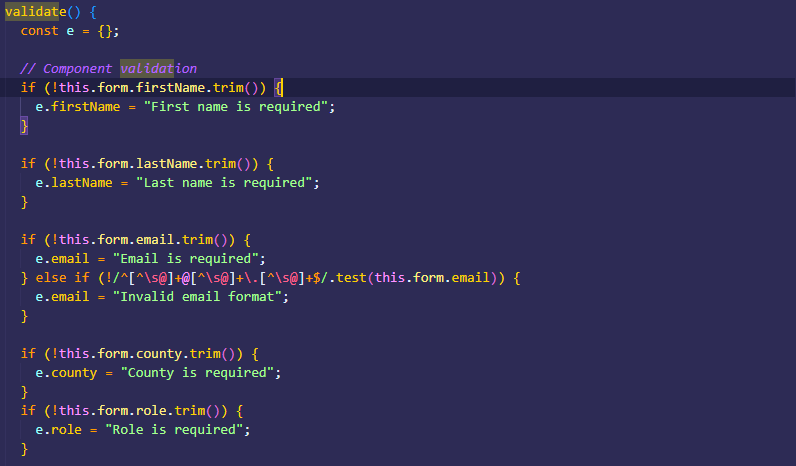 validate() {
const e = {};
// Component validation
if (!this.form.firstName.trim()) {
e.firstName = "First name is required";
}
if (!this.form.lastName.trim()) {
e.lastName = "Last name is required";
}
if (!this.form.email.trim()) {
e.email = "Email is required";
} else if (!/^[^\s@]+@[^\s@]+\.[^\s@]+$/.test(this.form.email)) {
e.email = "Invalid email format";
}
if (!this.form.county.trim()) {
e.county = "County is required";
}
if (!this.form.role.trim()) {
e.role = "Role is required";
}